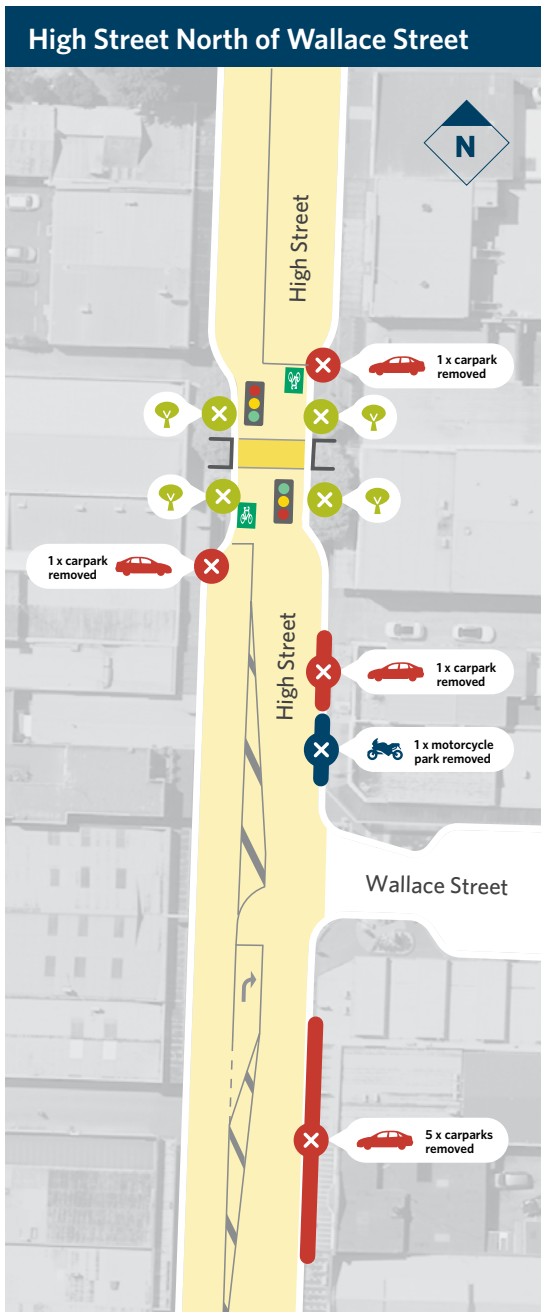 High Street North of Wallace Street
N
High Street
1 x carpark
removed
1 x carpark
removed
High Street
1 x carpark
removed
1 x motorcycle
park removed
Wallace Street
5 x carparks
removed